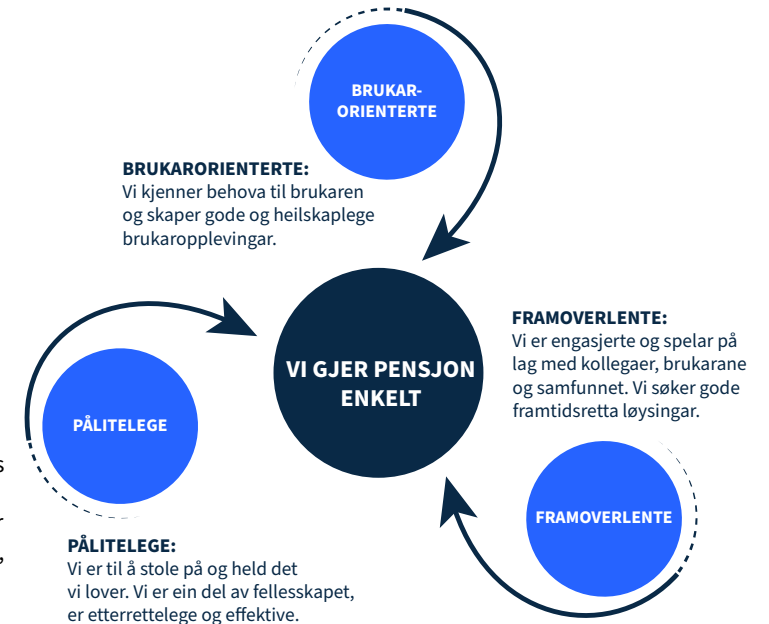 BRUKAR-
ORIENTERTE
BRUKARORIENTERTE:
Vi kjenner behova til brukaren
og skaper gode og heilskaplege
brukaropplevingar.
VI GJER PENSJON
ENKELT
FRAMOVERLENTE:
Vi er engasjerte og spelar på
lag med kollegaer, brukarane
og samfunnet. Vi søker gode
framtidsretta løysingar.
PÅLITELEGE
FRAMOVERLENTE
PÅLITELEGE:
Vi er til å stole på og held det
vi lover. Vi er ein del av fellesskapet,
er etterrettelege og effektive.